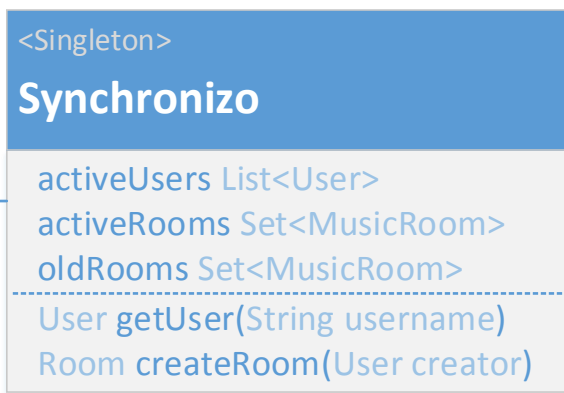 <Singleton>
Synchronizo
activeUsers List<User>
activeRooms Set<MusicRoom>
oldRooms Set<MusicRoom>
User getUser(String username)
Room createRoom(User creator)